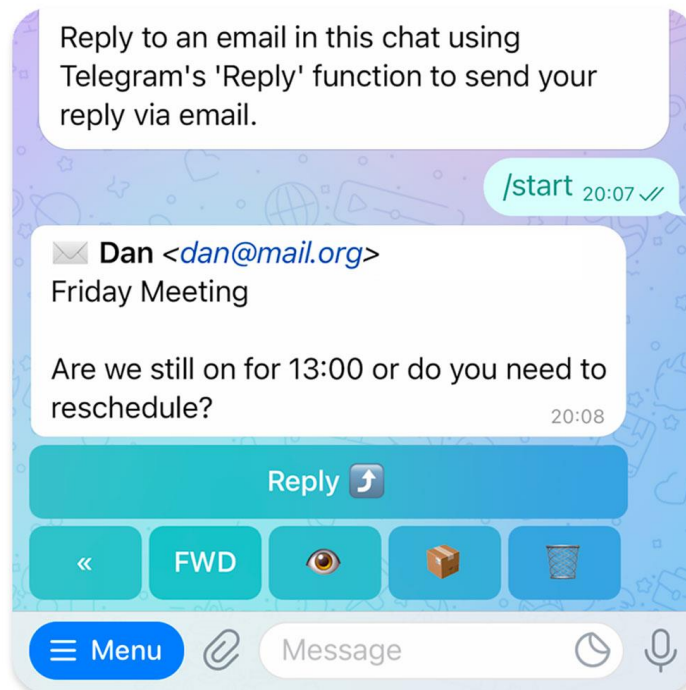 Reply to an email in this chat using
Telegram's 'Reply' function to send your
reply via email.
/start 20:07
Dan <dan@mail.org>
Friday Meeting
Are we still on for 13:00 or do you need to
reschedule?
20:08
Reply
« FWD
Menu Message